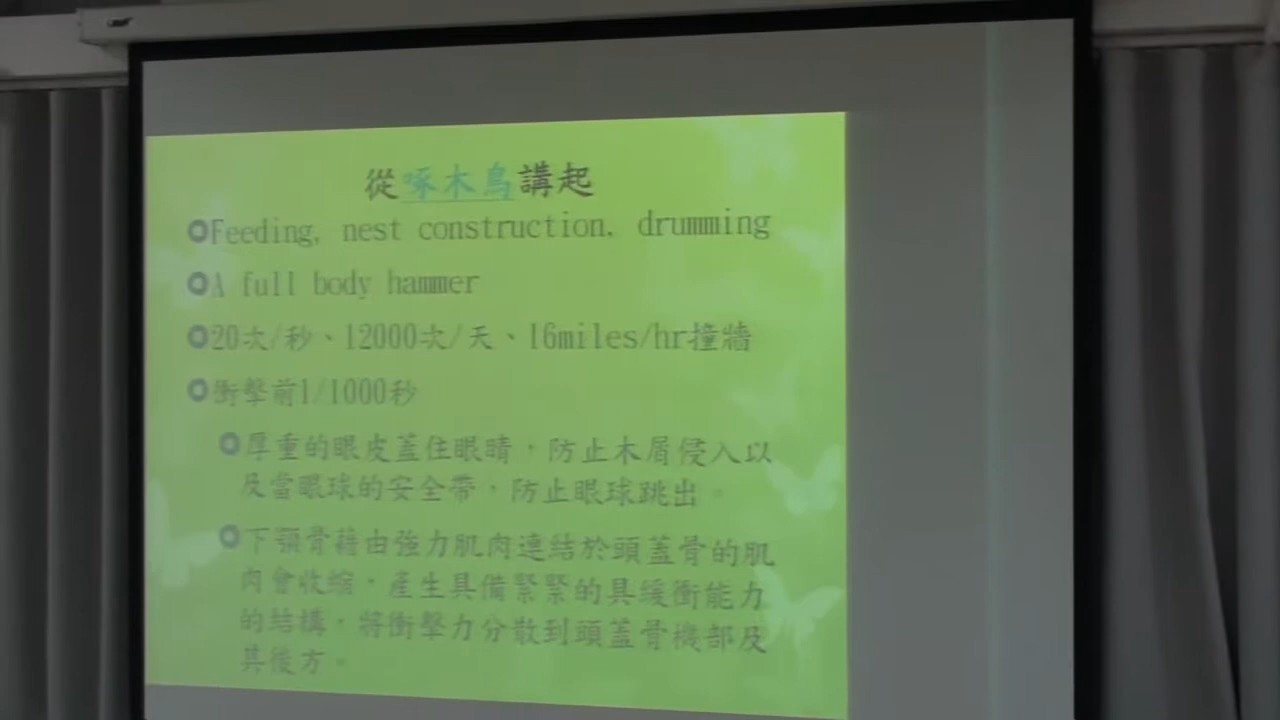 從啄木鳥講起
Feeding, nest construction, drumming
A full body hammer
20次/秒、12000次/天、16miles/hr撞牆
衝擊前1/1000秒
厚重的眼皮蓋住眼睛,防止木屑侵入以
及當眼球的安全帶,防止眼球跳出。
下顎骨藉由強力肌肉連結於頭蓋骨的肌
肉會收縮,產生具備緊緊的具緩衝能力
的結構,將衝擊力分散到頭蓋骨機部及
其後方。